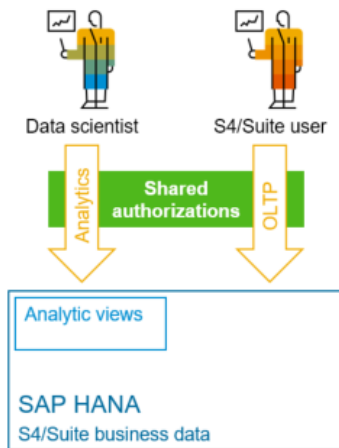 Data scientist
S4/Suite user
Analytics
Shared
authorizations
OLTP
Analytic views
SAP HANA
S4/Suite business data